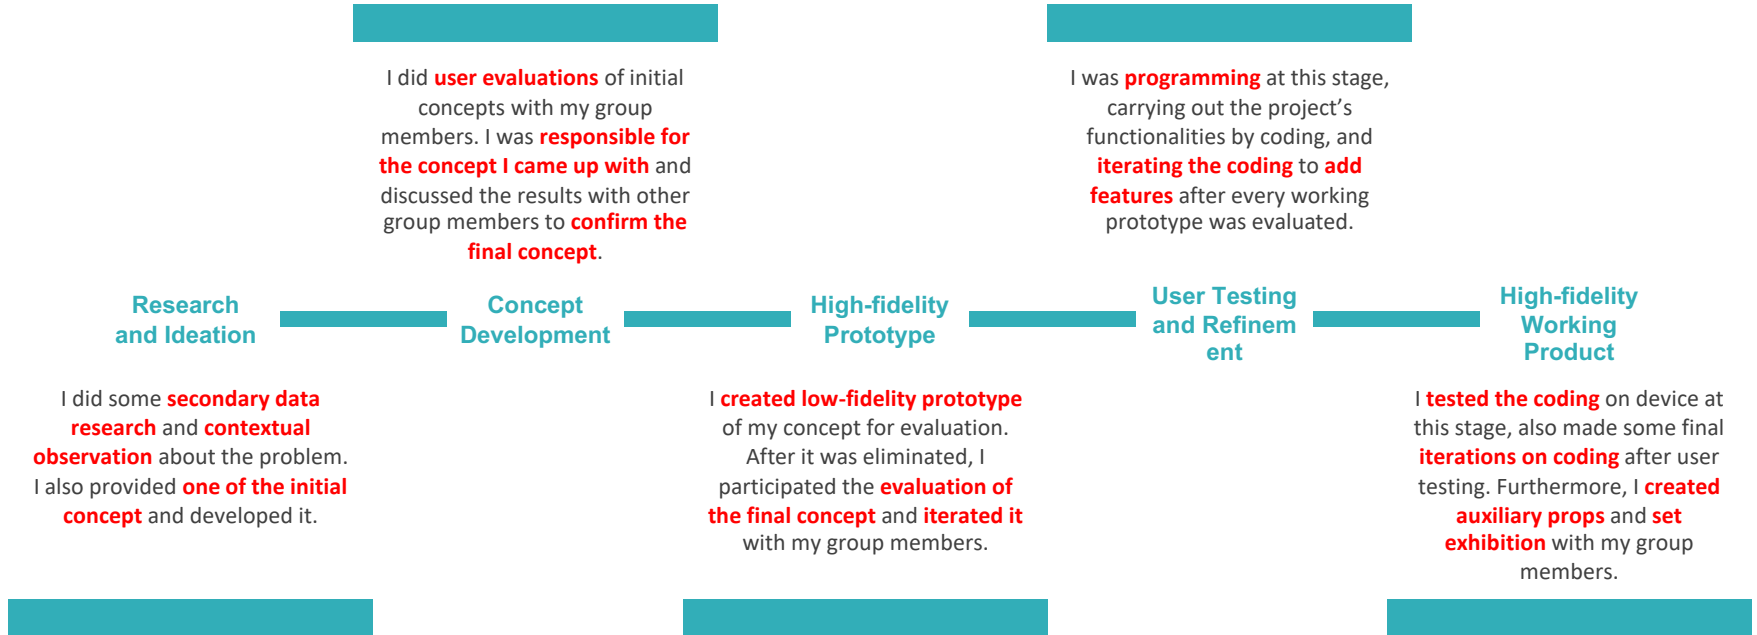 I did user evaluations of initial
concepts with my group
members. I was responsible for
the concept I came up with and
discussed the results with other
group members to confirm the
final concept.
I was programming at this stage,
carrying out the project’s
functionalities by coding, and
iterating the coding to add
features after every working
prototype was evaluated.
Research
and Ideation
Concept
Development
High-fidelity
Prototype
User Testing
and Refinem
ent
High-fidelity
Working
Product
I did some secondary data
research and contextual
observation about the problem.
I also provided one of the initial
concept and developed it.
I created low-fidelity prototype
of my concept for evaluation.
After it was eliminated, I
participated the evaluation of
the final concept and iterated it
with my group members.
I tested the coding on device at
this stage, also made some final
iterations on coding after user
testing. Furthermore, I created
auxiliary props and set
exhibition with my group
members.